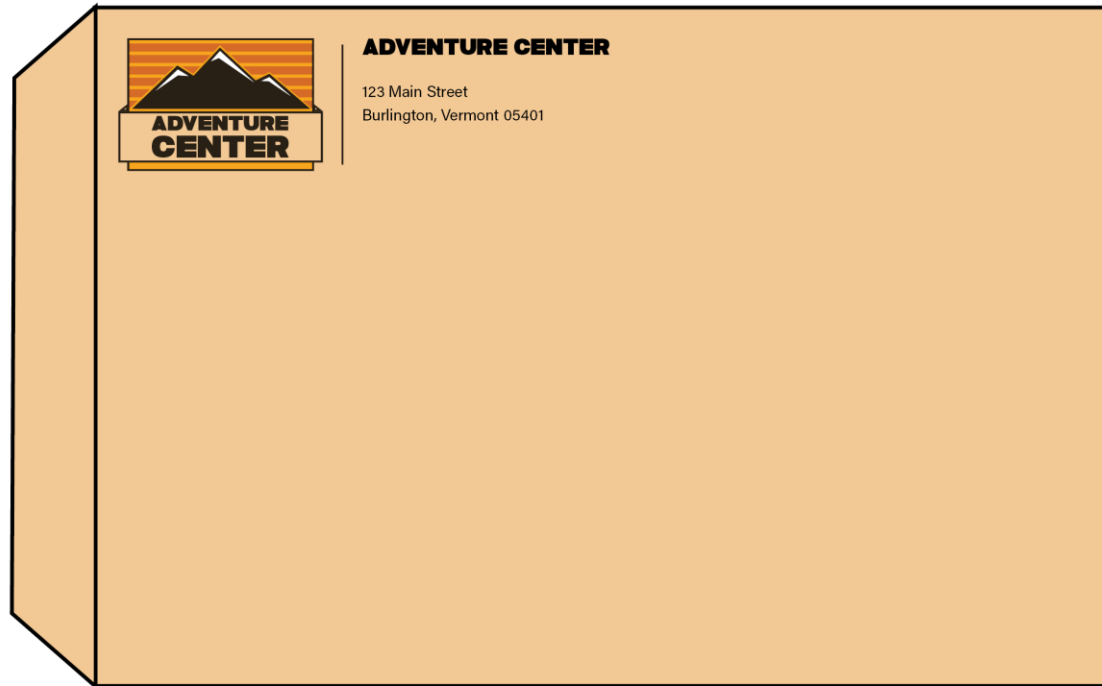 ADVENTURE
CENTER
ADVENTURE CENTER
123 Main Street
Burlington, Vermont 05401